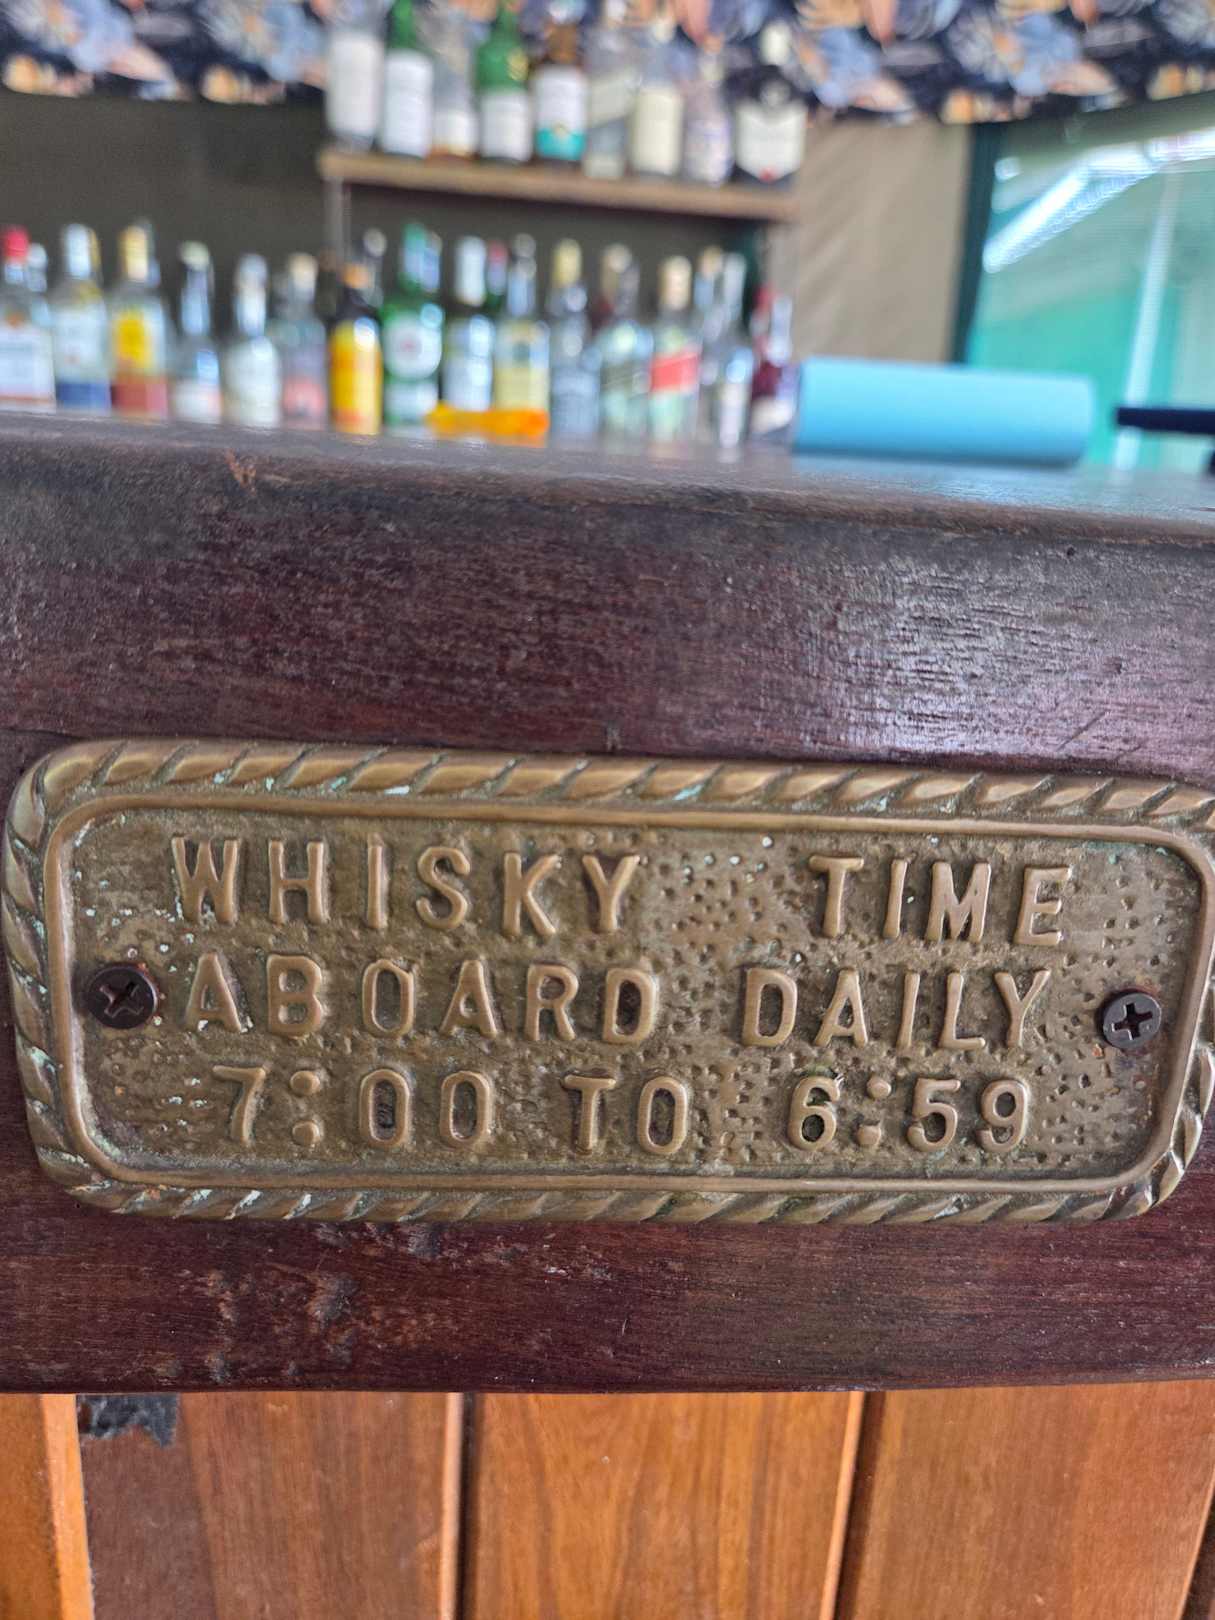 WHISKY TIME
ABOARD DAILY
7:00 TO 6:59